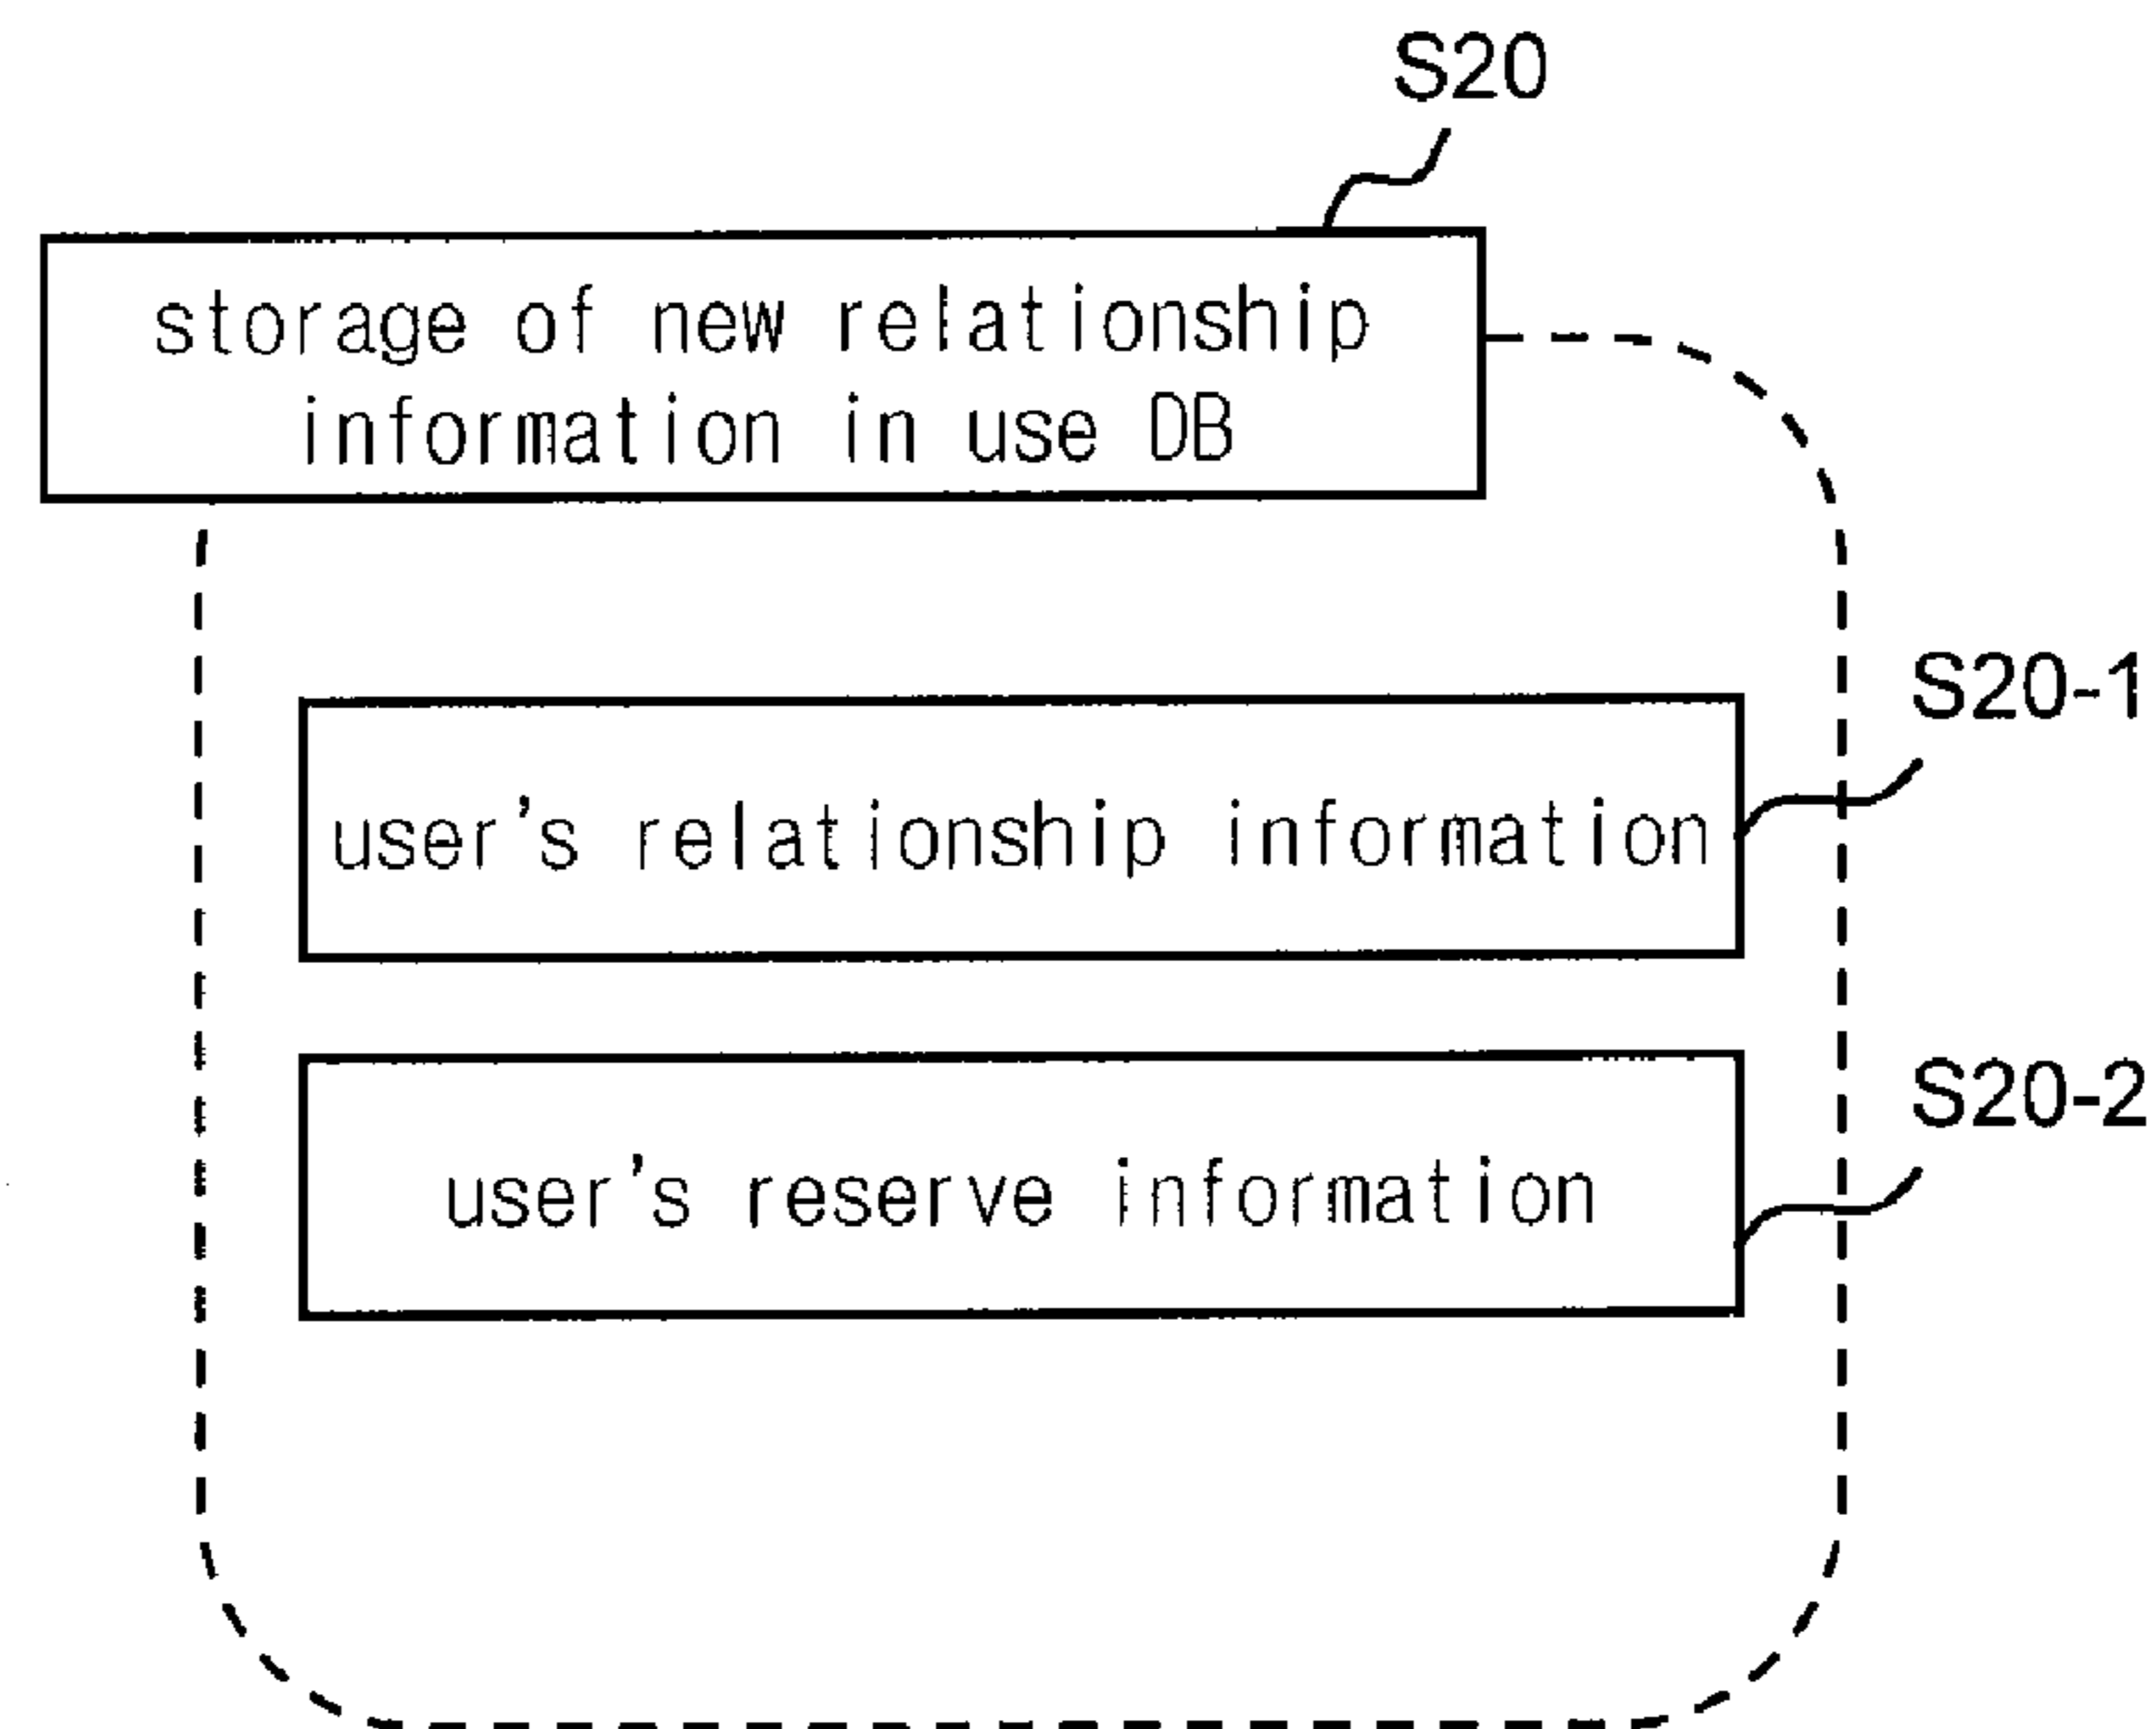 S20
storage of new relationship
information in use DB
S20-1
user's relationship information
S20-2
user's reserve information